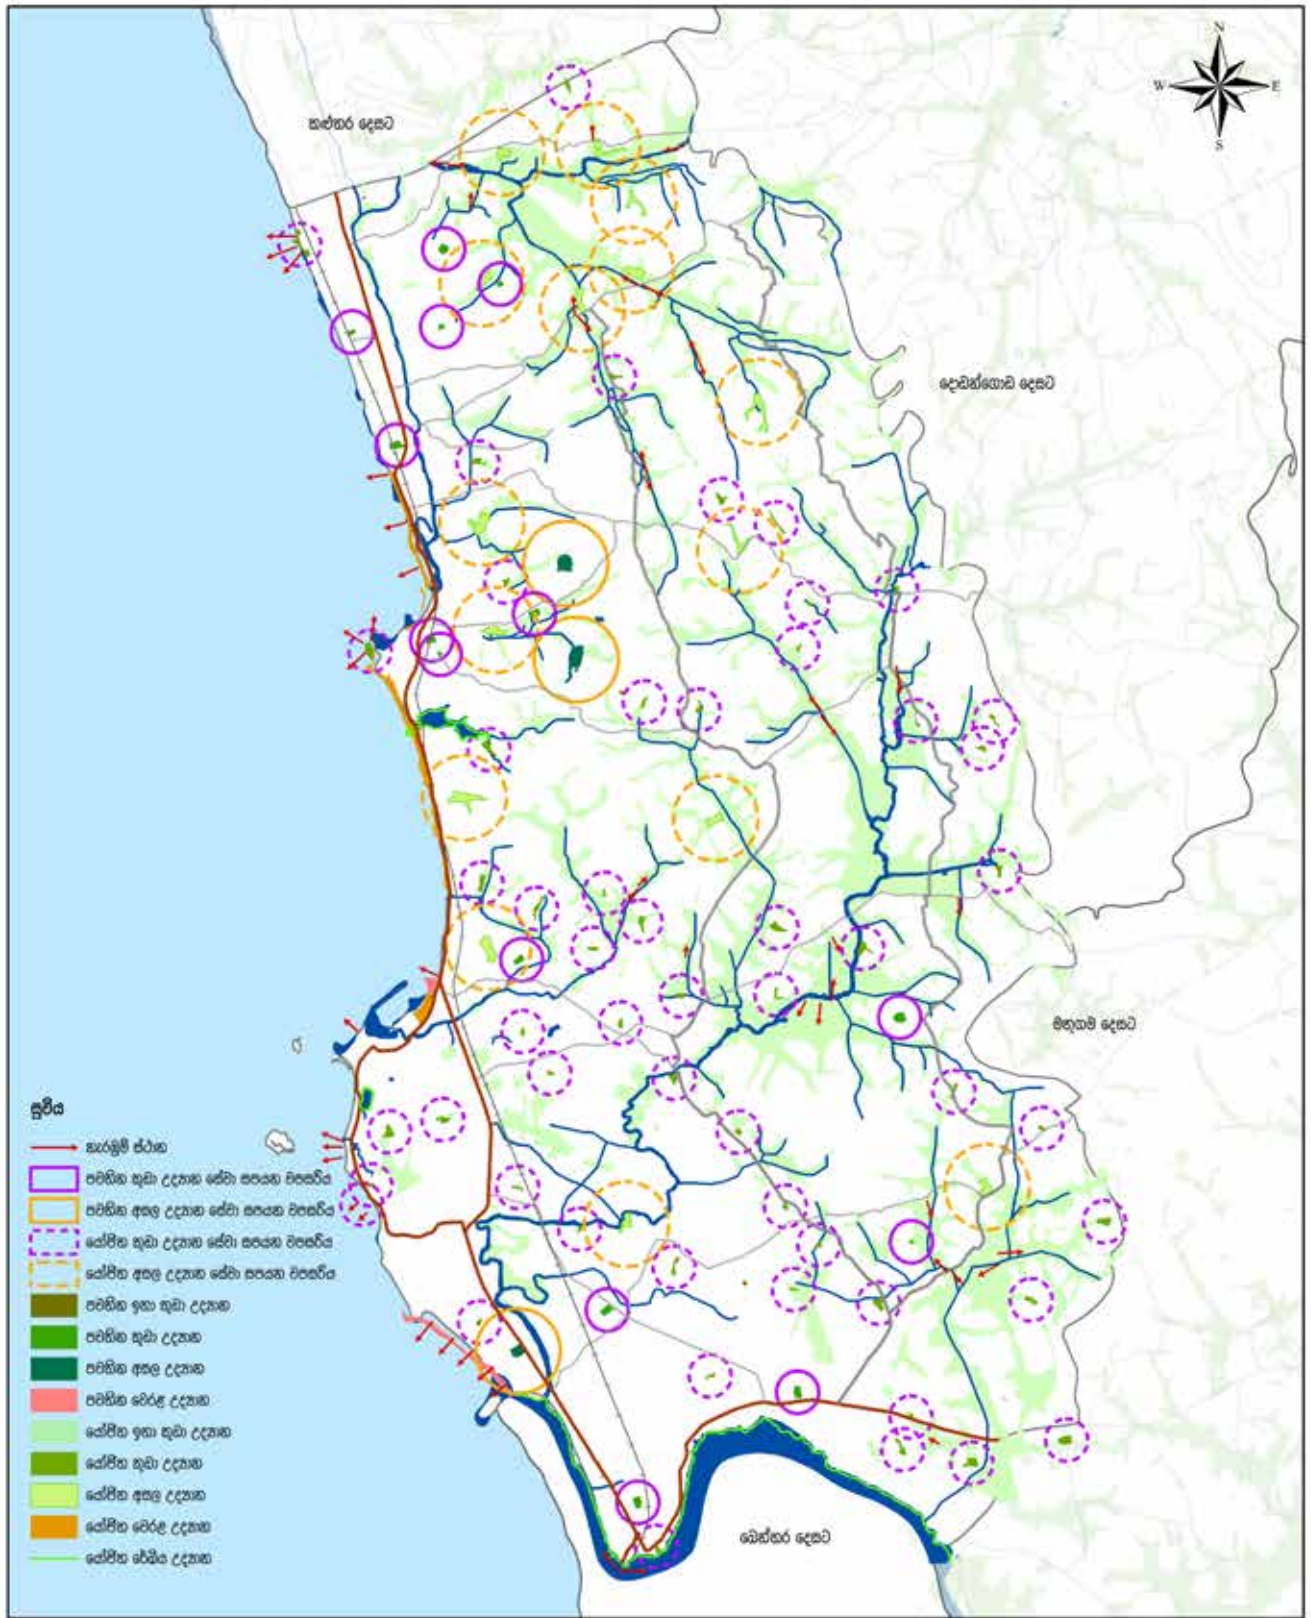 N
W
E
S
කළුතර දෙසට
දොඩන්ගොඩ දෙසට
මතුගම දෙසට
බෙන්තර දෙසට
සූචිය
නැරඹුම් ස්ථාන
පවතින කුඩා උද්‍යාන සේවා සපයන වපසරිය
පවතින අසල උද්‍යාන සේවා සපයන වපසරිය
යෝජිත කුඩා උද්‍යාන සේවා සපයන වපසරිය
යෝජිත අසල උද්‍යාන සේවා සපයන වපසරිය
පවතින ඉතා කුඩා උද්‍යාන
පවතින කුඩා උද්‍යාන
පවතින අසල උද්‍යාන
පවතින වෙරළ උද්‍යාන
යෝජිත ඉතා කුඩා උද්‍යාන
යෝජිත කුඩා උද්‍යාන
යෝජිත අසල උද්‍යාන
යෝජිත වෙරළ උද්‍යාන
යෝජිත රේඛීය උද්‍යාන